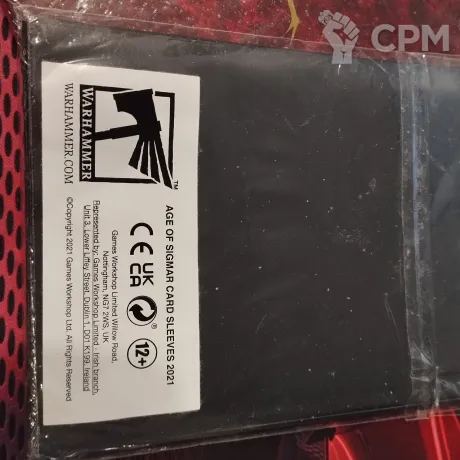 CPM
WARHAMMER
WARHAMMER.COM
TM
AGE OF SIGMAR CARD SLEEVES 2021
CE UK
CA
12+
Games Workshop Limited Willow Road,
Nottingham, NG7 2WS, UK
Represented by: Games Workshop Limited - Irish branch,
Unit 3, Lower Liffey Street, Dublin 1, D01 K199, Ireland
©Copyright 2021 Games Workshop Ltd. All Rights Reserved